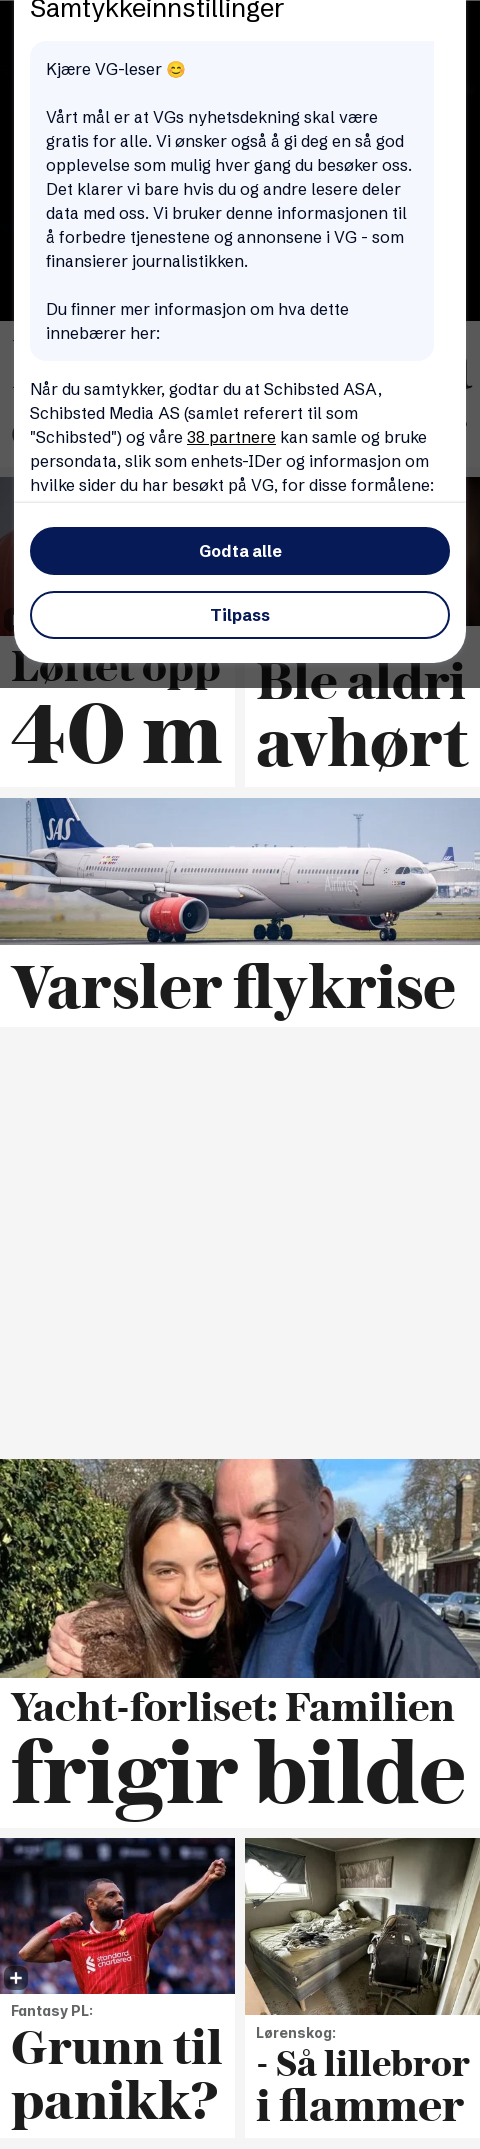 Samtykkeinnstillinger
Kjære VG-leser 😊
Vårt mål er at VGs nyhetsdekning skal være
gratis for alle. Vi ønsker også å gi deg en så god
opplevelse som mulig hver gang du besøker oss.
Det klarer vi bare hvis du og andre lesere deler
data med oss. Vi bruker denne informasjonen til
å forbedre tjenestene og annonsene i VG - som
finansierer journalistikken.
Du finner mer informasjon om hva dette
innebærer her:
Når du samtykker, godtar du at Schibsted ASA,
Schibsted Media AS (samlet referert til som
"Schibsted") og våre 38 partnere kan samle og bruke
persondata, slik som enhets-IDer og informasjon om
hvilke sider du har besøkt på VG, for disse formålene:
Godta alle
Tilpass
Løftet opp
40 m
Ble aldri
avhørt
SAS
Airlines
Varsler flykrise
Yacht-forliset: Familien
frigir bilde
standard
chartered
+
Fantasy PL:
Grunn til
panikk?
Lørenskog:
- Så lillebror
i flammer